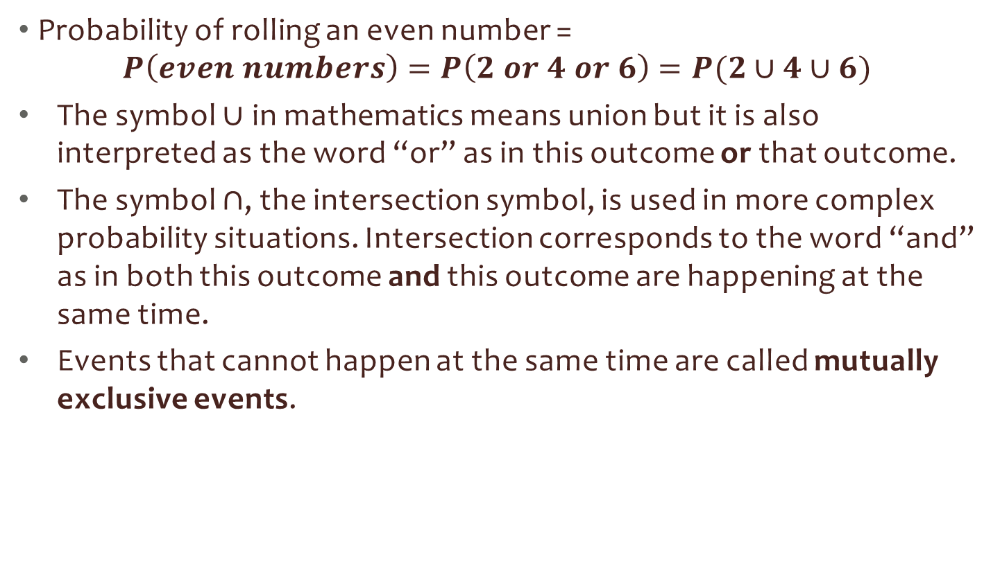 • Probability of rolling an even number =
P(even numbers) = P(2 or 4 or 6) = P(2 ∪ 4 ∪ 6)
• The symbol ∪ in mathematics means union but it is also
interpreted as the word “or” as in this outcome or that outcome.
• The symbol ∩, the intersection symbol, is used in more complex
probability situations. Intersection corresponds to the word “and”
as in both this outcome and this outcome are happening at the
same time.
• Events that cannot happen at the same time are called mutually
exclusive events.